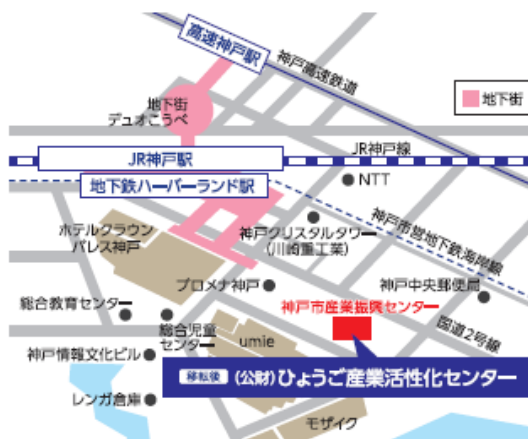 高速神戸駅
神戸高速鉄道
地下街
デュオこうべ
地下街
JR神戸線
JR神戸駅
地下鉄ハーバーランド駅
NTT
神戸市営地下鉄海岸線
ホテルクラウン
パレス神戸
神戸クリスタルタワー
(川崎重工業)
プロメナ神戸
神戸中央郵便局
総合教育センター
神戸市産業振興センター
国道2号線
総合児童
センター
umie
神戸情報文化ビル
移転後 (公財)ひょうご産業活性化センター
レンガ倉庫
モザイク